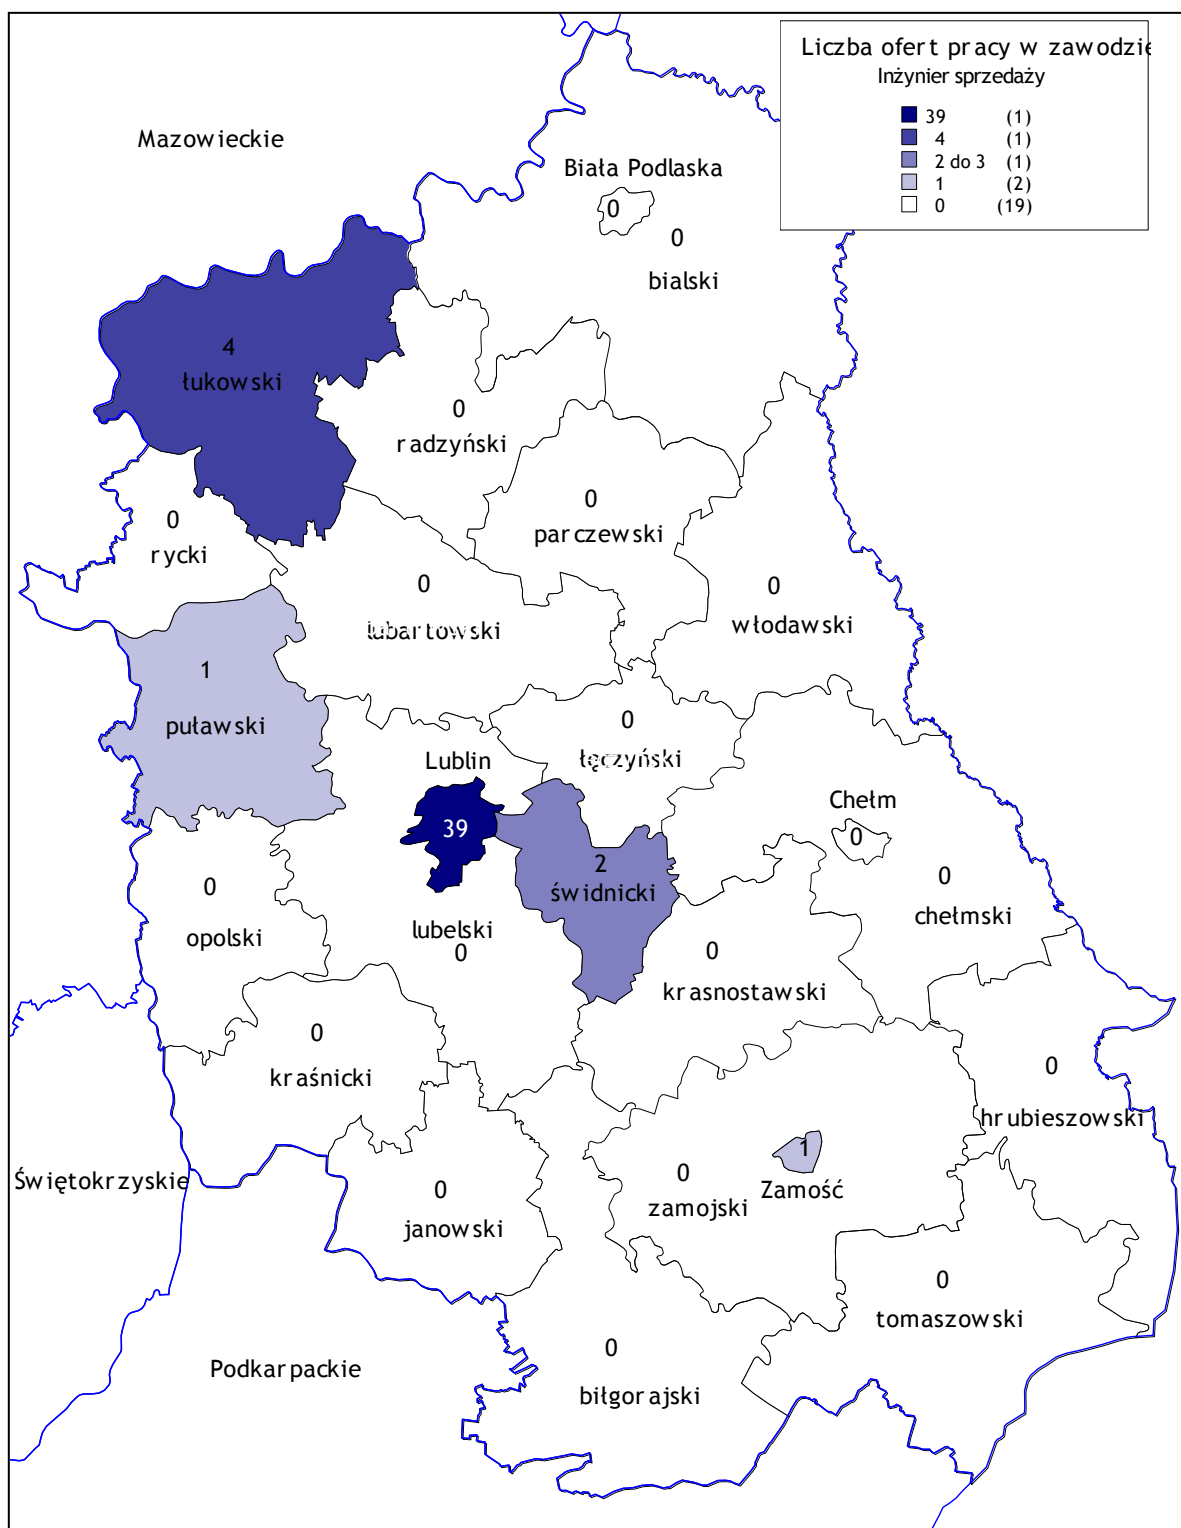 Liczba ofert pracy w zawodzie
Inżynier sprzedaży
39 (1)
4 (1)
2 do 3 (1)
1 (2)
0 (19)
Mazowieckie
Biała Podlaska
0
0
bialski
4
łukowski
0
radzyński
0
parczewski
0
rycki
0
lubartowski
0
włodawski
1
puławski
0
łęczyński
Lublin
39
Chełm
0
2
świdnicki
0
chełmski
0
opolski
lubelski
0
0
krasnostawski
0
kraśnicki
0
hrubieszowski
Świętokrzyskie
0
janowski
0
zamojski
1
Zamość
0
tomaszowski
Podkarpackie
0
biłgorajski